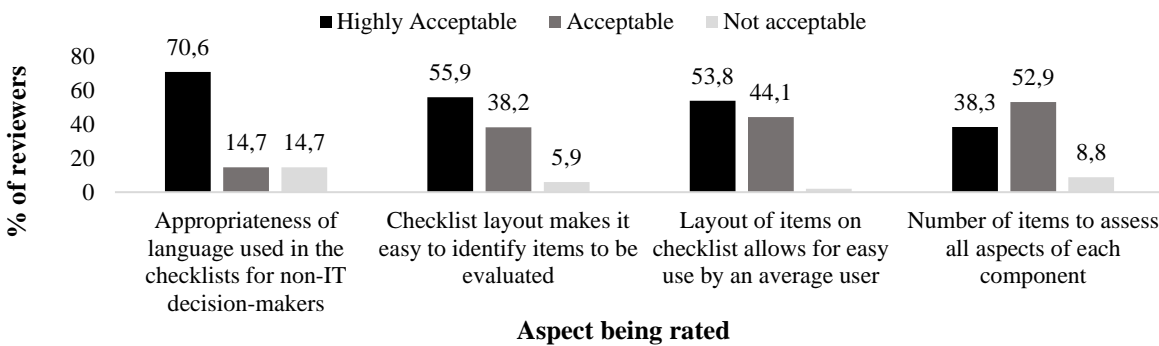 Highly Acceptable Acceptable Not acceptable
% of reviewers
80
60
40
20
0
70,6
14,7
14,7
55,9
38,2
5,9
53,8
44,1
38,3
52,9
8,8
Appropriateness of
language used in the
checklists for non-IT
decision-makers
Checklist layout makes it
easy to identify items to be
evaluated
Layout of items on
checklist allows for easy
use by an average user
Number of items to assess
all aspects of each
component
Aspect being rated